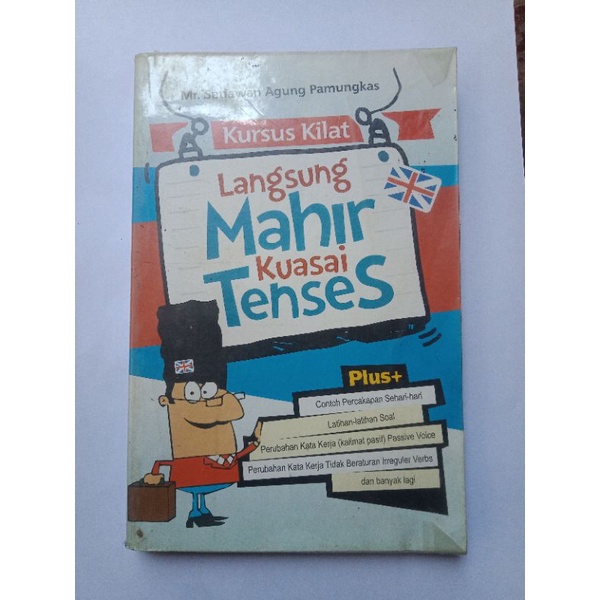 Mr. Setiawan Agung Pamungkas
Kursus Kilat
Langsung
Mahir
Kuasai
Tenses
Plus+
Contoh Percakapan Sehari-hari
Latihan-latihan Soal
Perubahan Kata Kerja (kalimat pasif) Passive Voice
Perubahan Kata Kerja Tidak Beraturan Irreguler Verbs
dan banyak lagi